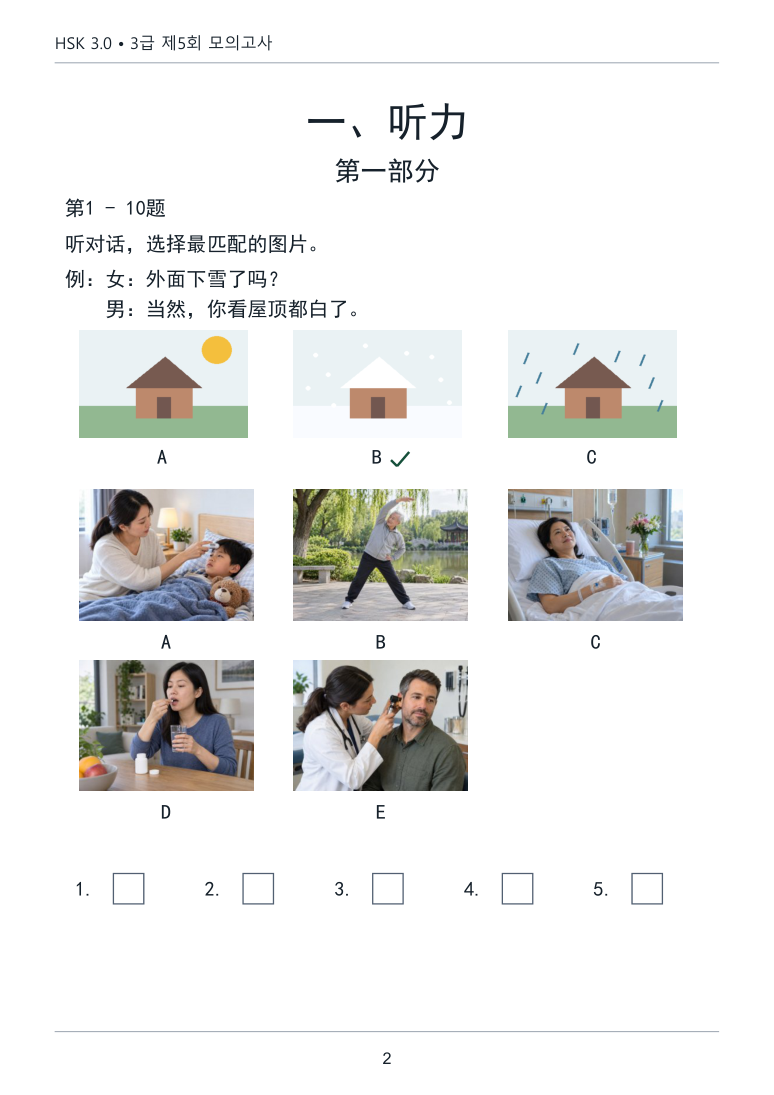 HSK 3.0 • 3급 제5회 모의고사
一、听力
第一部分
第1 - 10题
听对话，选择最匹配的图片。
例：女：外面下雪了吗？
男：当然，你看屋顶都白了。
A B C
A B C
D E
1. 2. 3. 4. 5.
2